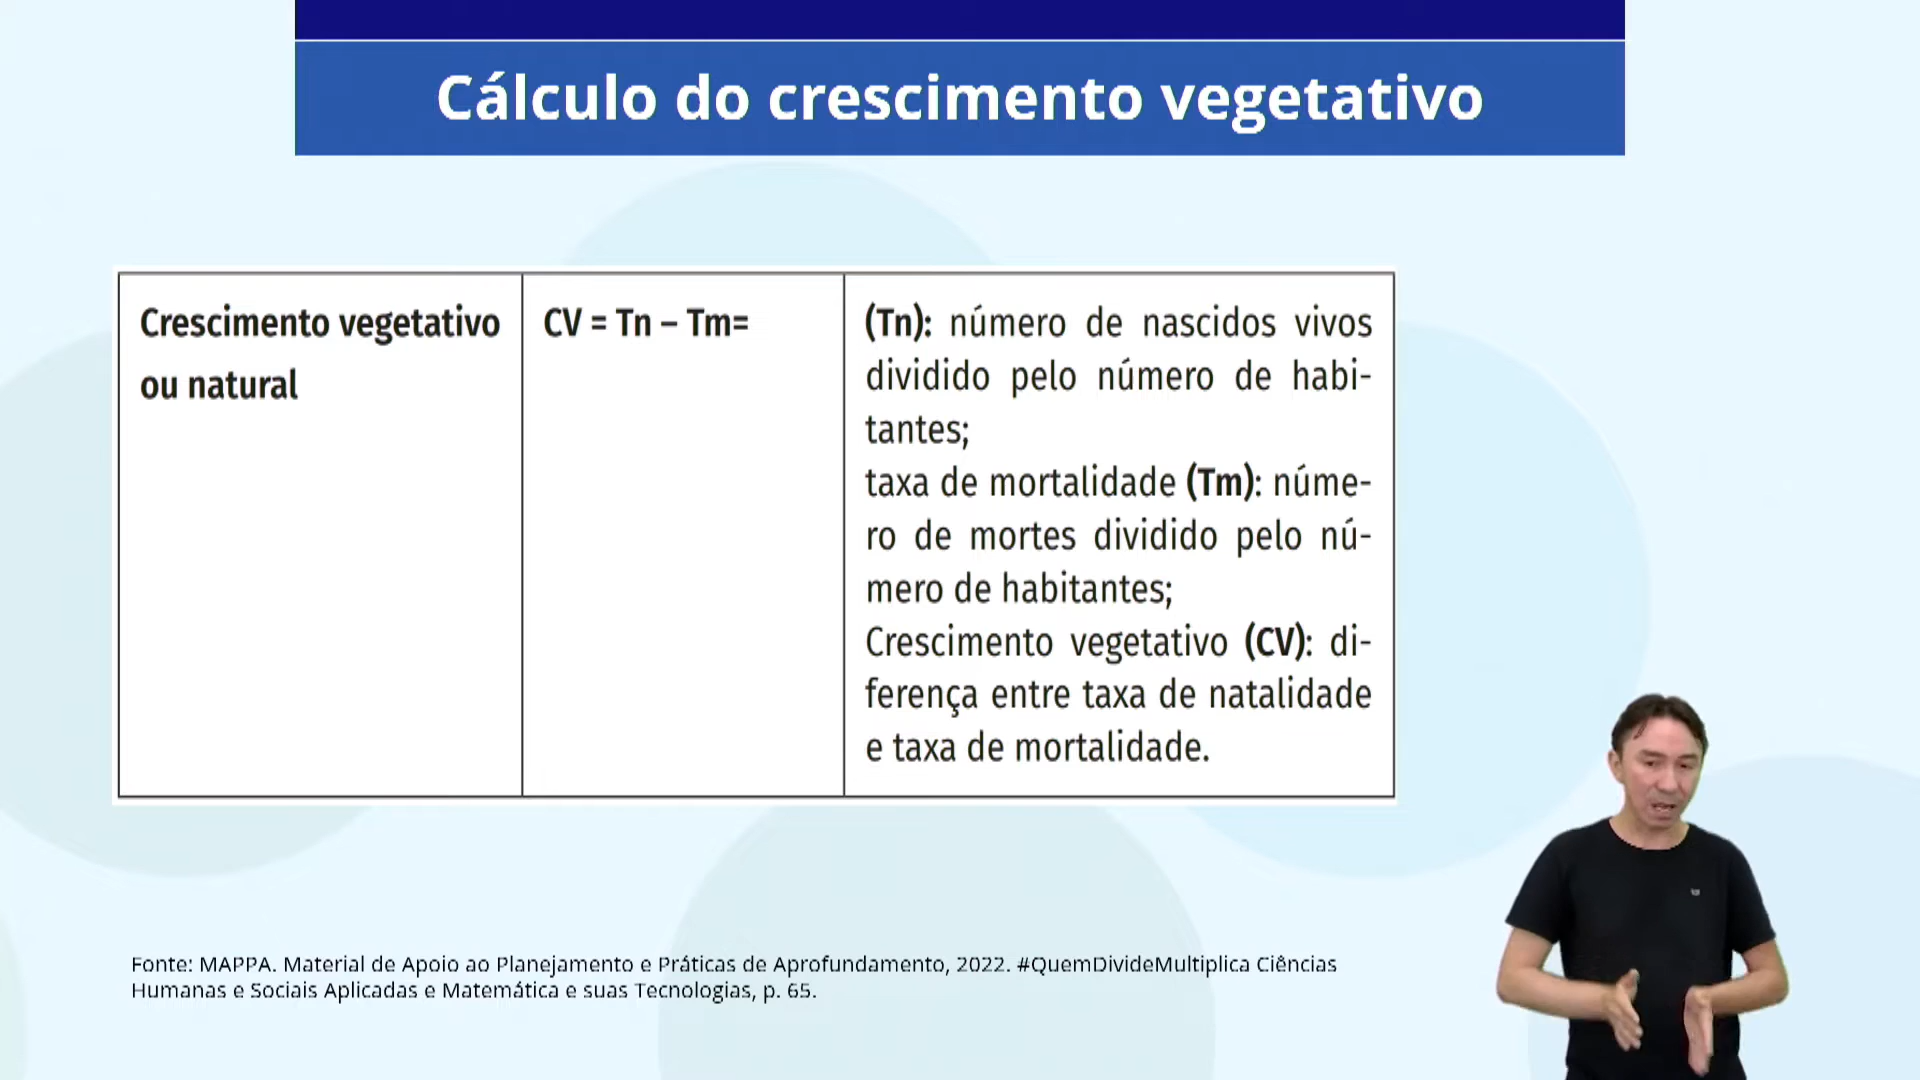 Cálculo do crescimento vegetativo
Crescimento vegetativo
ou natural
CV = Tn – Tm=
(Tn): número de nascidos vivos
dividido pelo número de habi-
tantes;
taxa de mortalidade (Tm): núme-
ro de mortes dividido pelo nú-
mero de habitantes;
Crescimento vegetativo (CV): di-
ferença entre taxa de natalidade
e taxa de mortalidade.
Fonte: MAPPA. Material de Apoio ao Planejamento e Práticas de Aprofundamento, 2022. #QuemDivideMultiplica Ciências
Humanas e Sociais Aplicadas e Matemática e suas Tecnologias, p. 65.